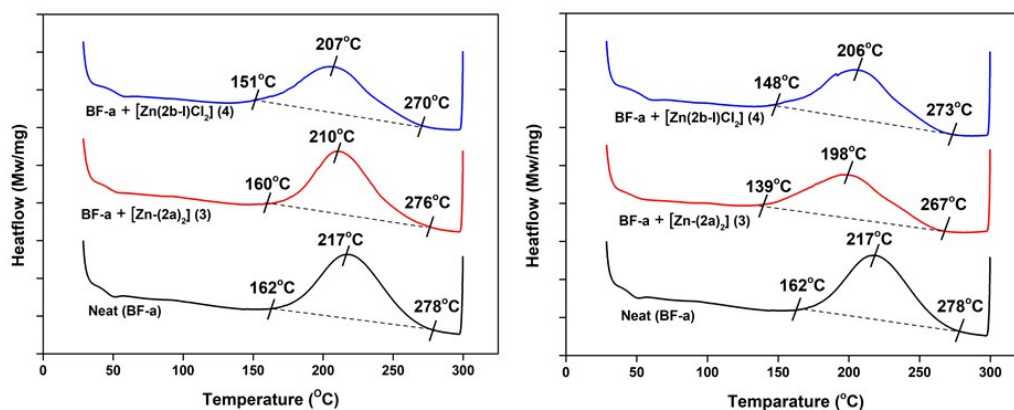 207°C
151°C
270°C
BF-a + [Zn(2b-I)Cl₂] (4)
210°C
160°C
276°C
BF-a + [Zn-(2a)₂] (3)
217°C
162°C
278°C
Neat (BF-a)
Heatflow (Mw/mg)
0 50 100 150 200 250 300
Temperature (°C)
206°C
148°C
273°C
BF-a + [Zn(2b-I)Cl₂] (4)
198°C
139°C
267°C
BF-a + [Zn-(2a)₂] (3)
217°C
162°C
278°C
Neat (BF-a)
Heatflow (Mw/mg)
0 50 100 150 200 250 300
Temparature (°C)